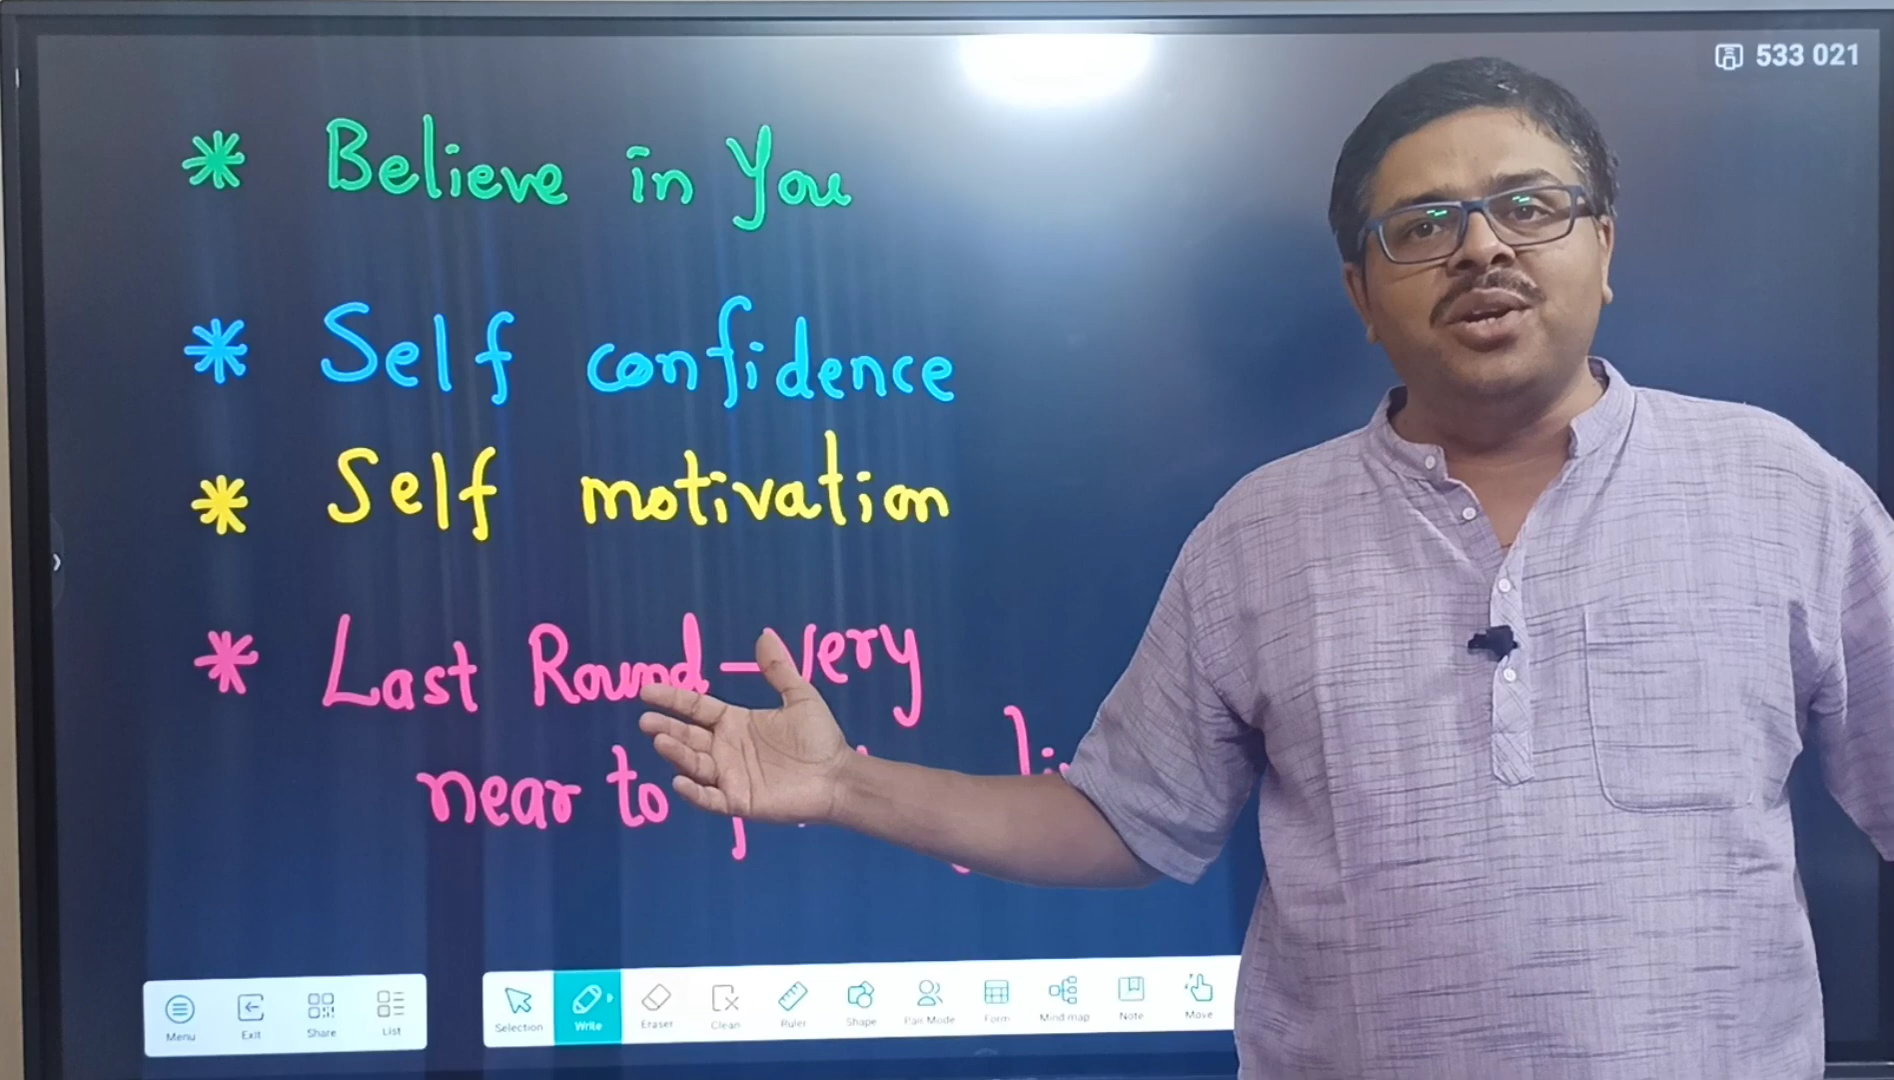 533 021
* Believe in You
* Self confidence
* Self motivation
* Last Round - Very
near to
Menu Exit Share List
Selection Write Eraser Clean Ruler Shape Pair Mode Form Mind map Note Move